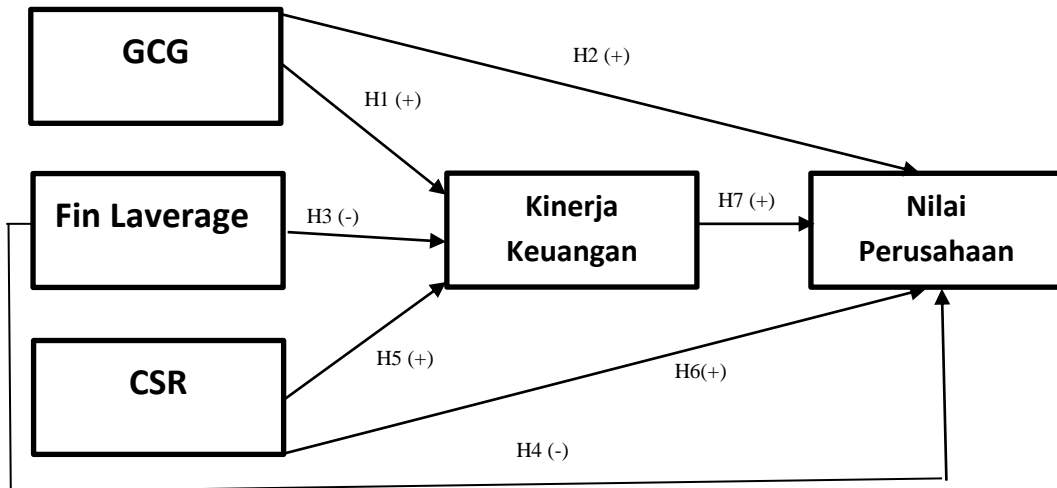 GCG
H2 (+)
H1 (+)
Fin Laverage
H3 (-)
Kinerja
Keuangan
H7 (+)
Nilai
Perusahaan
CSR
H5 (+)
H6(+)
H4 (-)